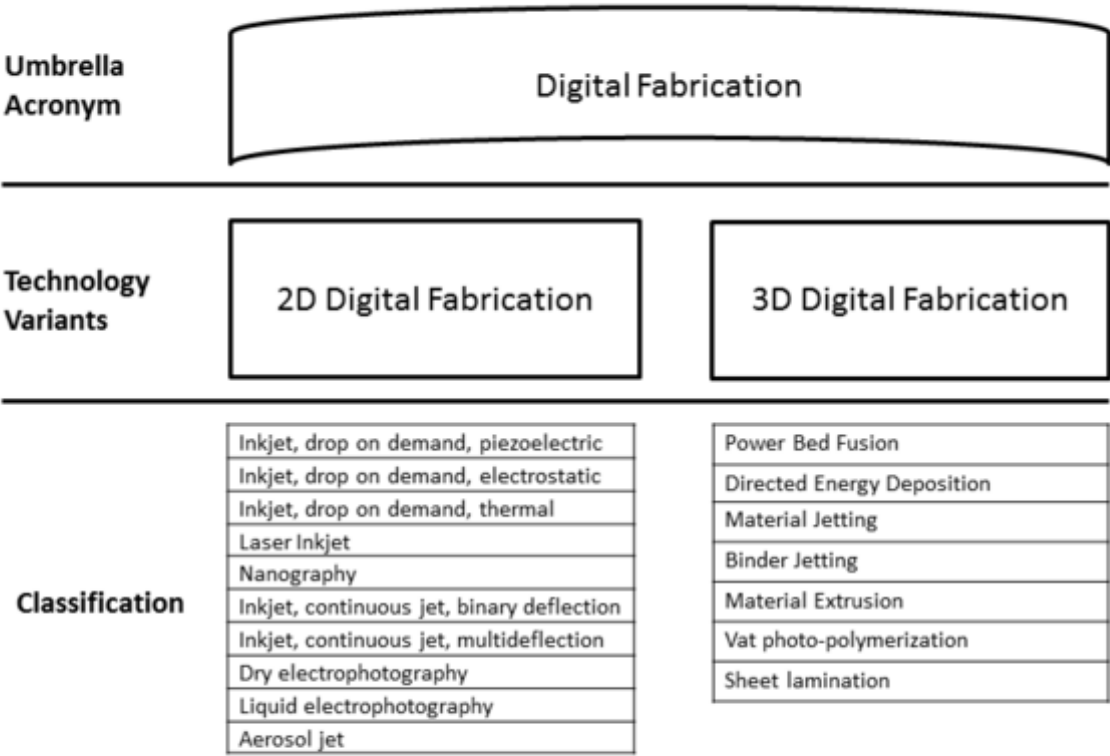 Umbrella
Acronym
Digital Fabrication
Technology
Variants
2D Digital Fabrication
3D Digital Fabrication
Classification
Inkjet, drop on demand, piezoelectric
Inkjet, drop on demand, electrostatic
Inkjet, drop on demand, thermal
Laser Inkjet
Nanography
Inkjet, continuous jet, binary deflection
Inkjet, continuous jet, multideflection
Dry electrophotography
Liquid electrophotography
Aerosol jet
Power Bed Fusion
Directed Energy Deposition
Material Jetting
Binder Jetting
Material Extrusion
Vat photo-polymerization
Sheet lamination